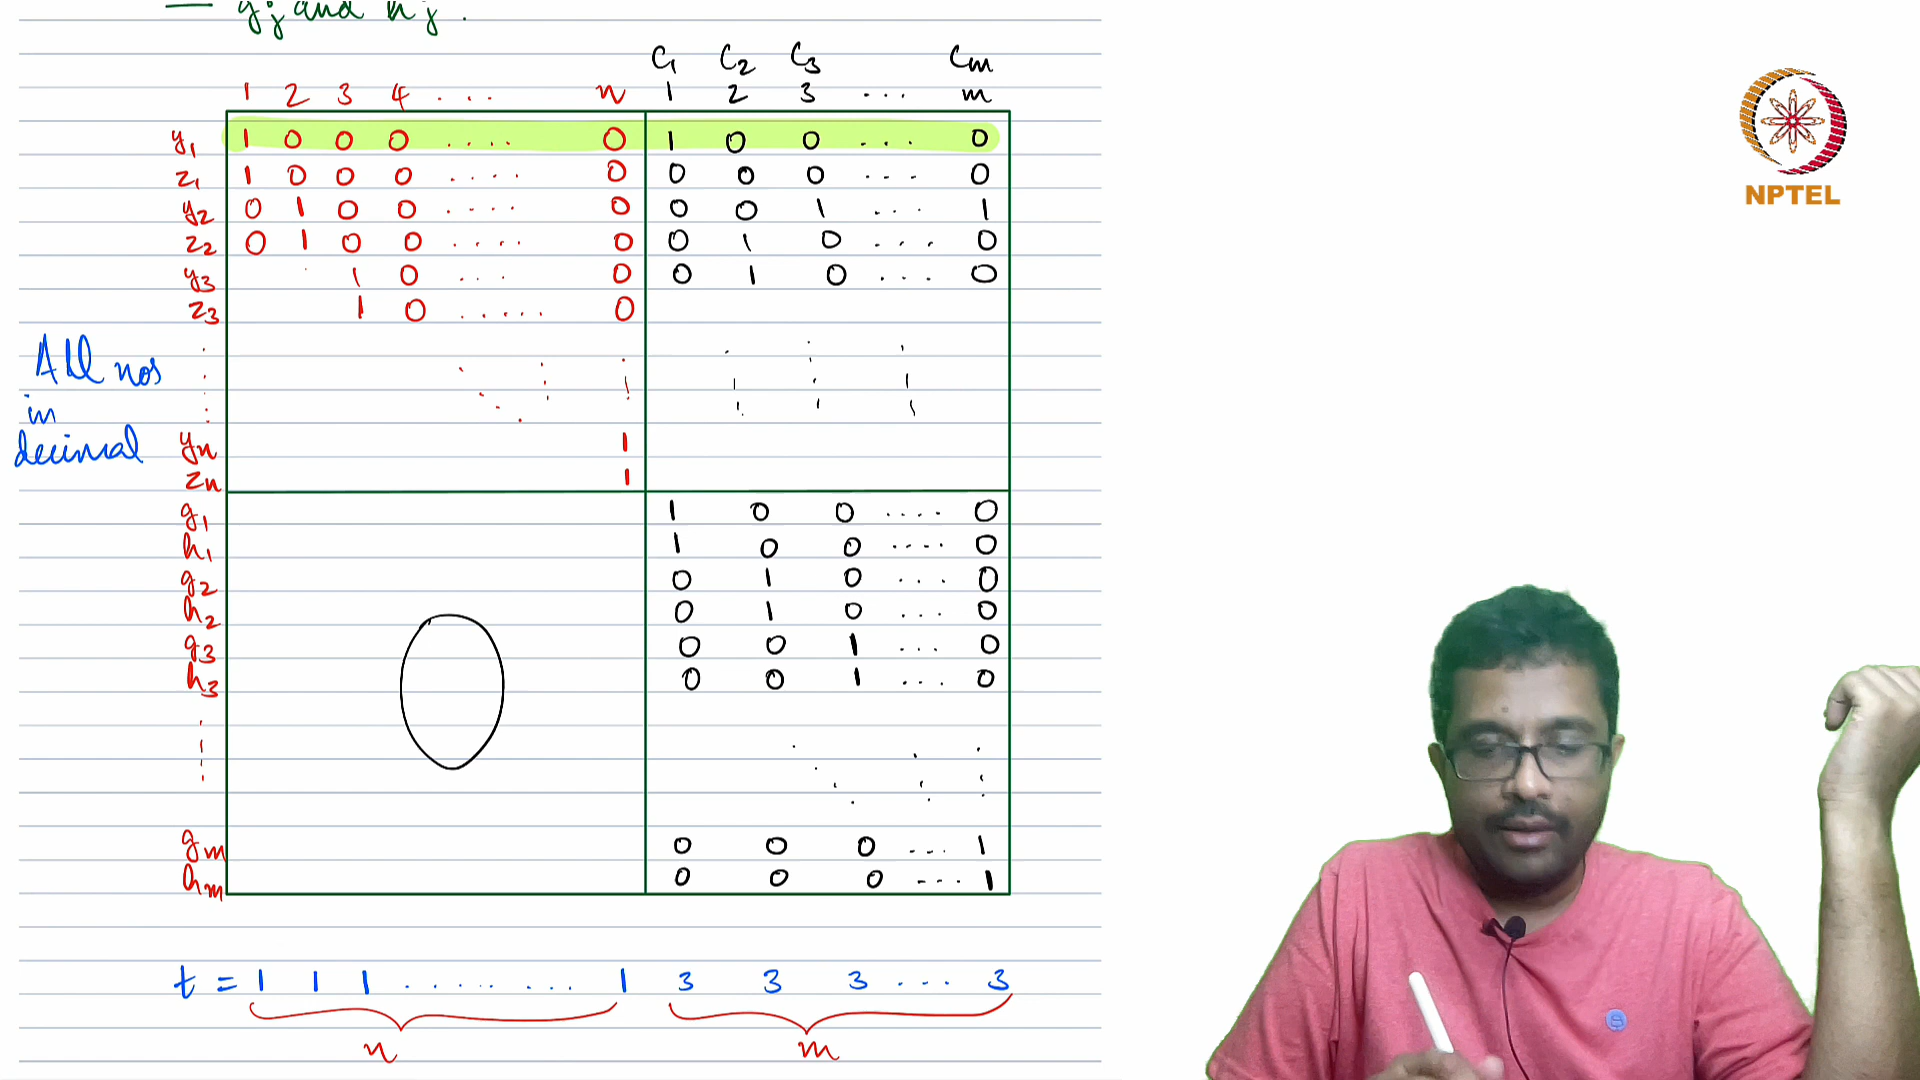 — y_j and h_j.
C1 C2 C3 Cm
1 2 3 4 .... n 1 2 3 ... m
y1 1 0 0 0 .... 0 1 0 0 ... 0
z1 1 0 0 0 .... 0 0 0 0 ... 0
y2 0 1 0 0 .... 0 0 0 1 ... 1
z2 0 1 0 0 .... 0 0 1 0 ... 0
y3 1 0 ... 0 0 1 0 ... 0
z3 1 0 ..... 0
All nos
in
decimal
yn 1
zn 1
g1 1 0 0 .... 0
h1 1 0 0 .... 0
g2 0 1 0 ... 0
h2 0 1 0 ... 0
g3 0 0 1 ... 0
h3 0 0 1 ... 0
gm 0 0 0 ... 1
hm 0 0 0 ... 1
t = 1 1 1 ........ 1 3 3 3 ... 3
n m
NPTEL